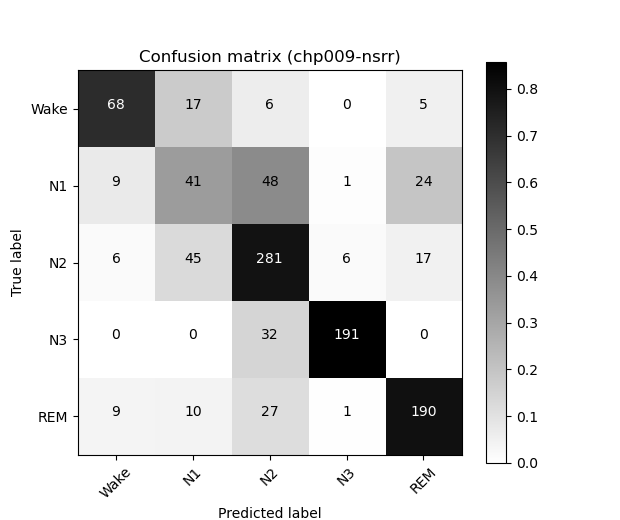 Confusion matrix (chp009-nsrr)
Wake 68 17 6 0 5
N1 9 41 48 1 24
N2 6 45 281 6 17
N3 0 0 32 191 0
REM 9 10 27 1 190
Wake N1 N2 N3 REM
Predicted label
True label
0.8
0.7
0.6
0.5
0.4
0.3
0.2
0.1
0.0